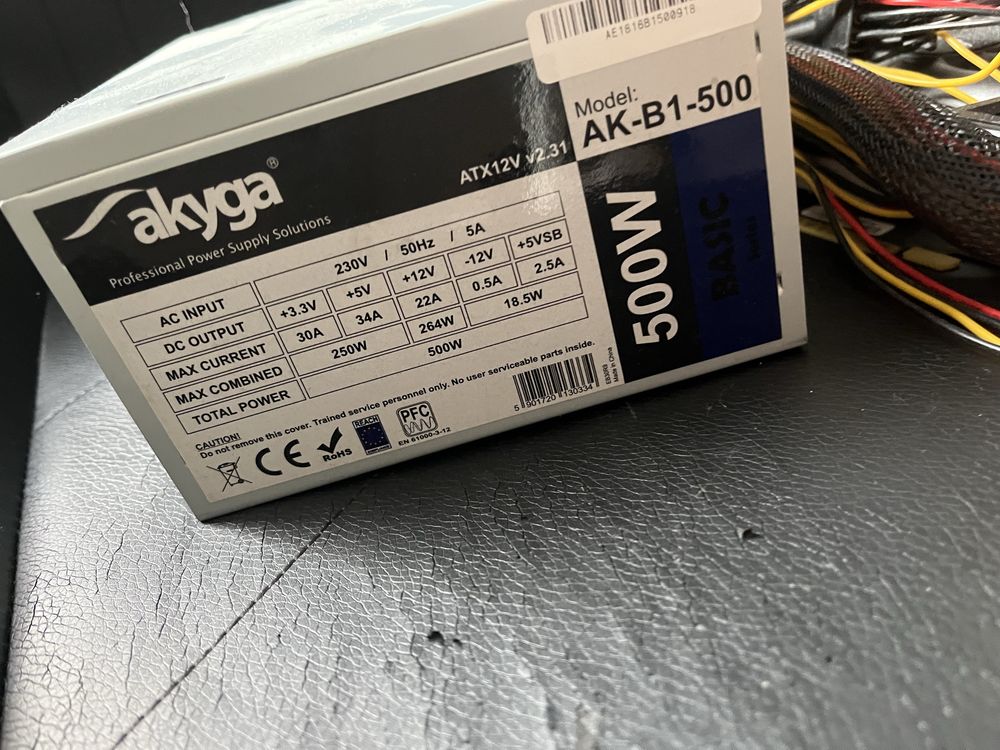 AE1816B1500918
Model:
AK-B1-500
akyga®
ATX12V v2.31
Professional Power Supply Solutions
AC INPUT 230V / 50Hz / 5A
DC OUTPUT +3.3V +5V +12V -12V +5VSB
MAX CURRENT 30A 34A 22A 0.5A 2.5A
MAX COMBINED 250W 264W 18.5W
TOTAL POWER 500W
500W
BASIC
series
CAUTION!
Do not remove this cover. Trained service personnel only. No user serviceable parts inside.
CE
RoHS
REACH
PFC
EN 61000-3-12
5 901720 130334
Made in China